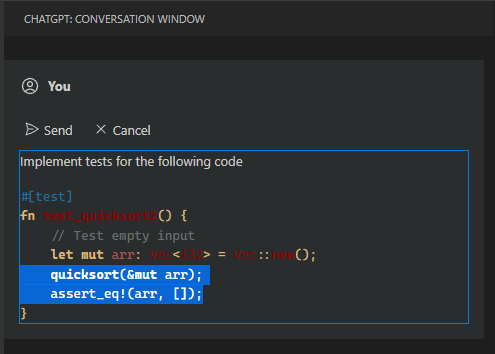 CHATGPT: CONVERSATION WINDOW
You
Send Cancel
Implement tests for the following code
#[test]
fn test_quicksort2() {
// Test empty input
let mut arr: Vec<i32> = Vec::new();
quicksort(&mut arr);
assert_eq!(arr, []);
}